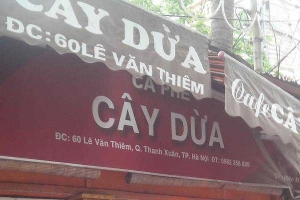 CÂY DỪA
ĐC: 60 LÊ VĂN THIÊM
Cafe CÂ
CÀ PHÊ
CÂY DỪA
ĐC: 60 Lê Văn Thiêm, Q. Thanh Xuân, TP. Hà Nội ĐT: